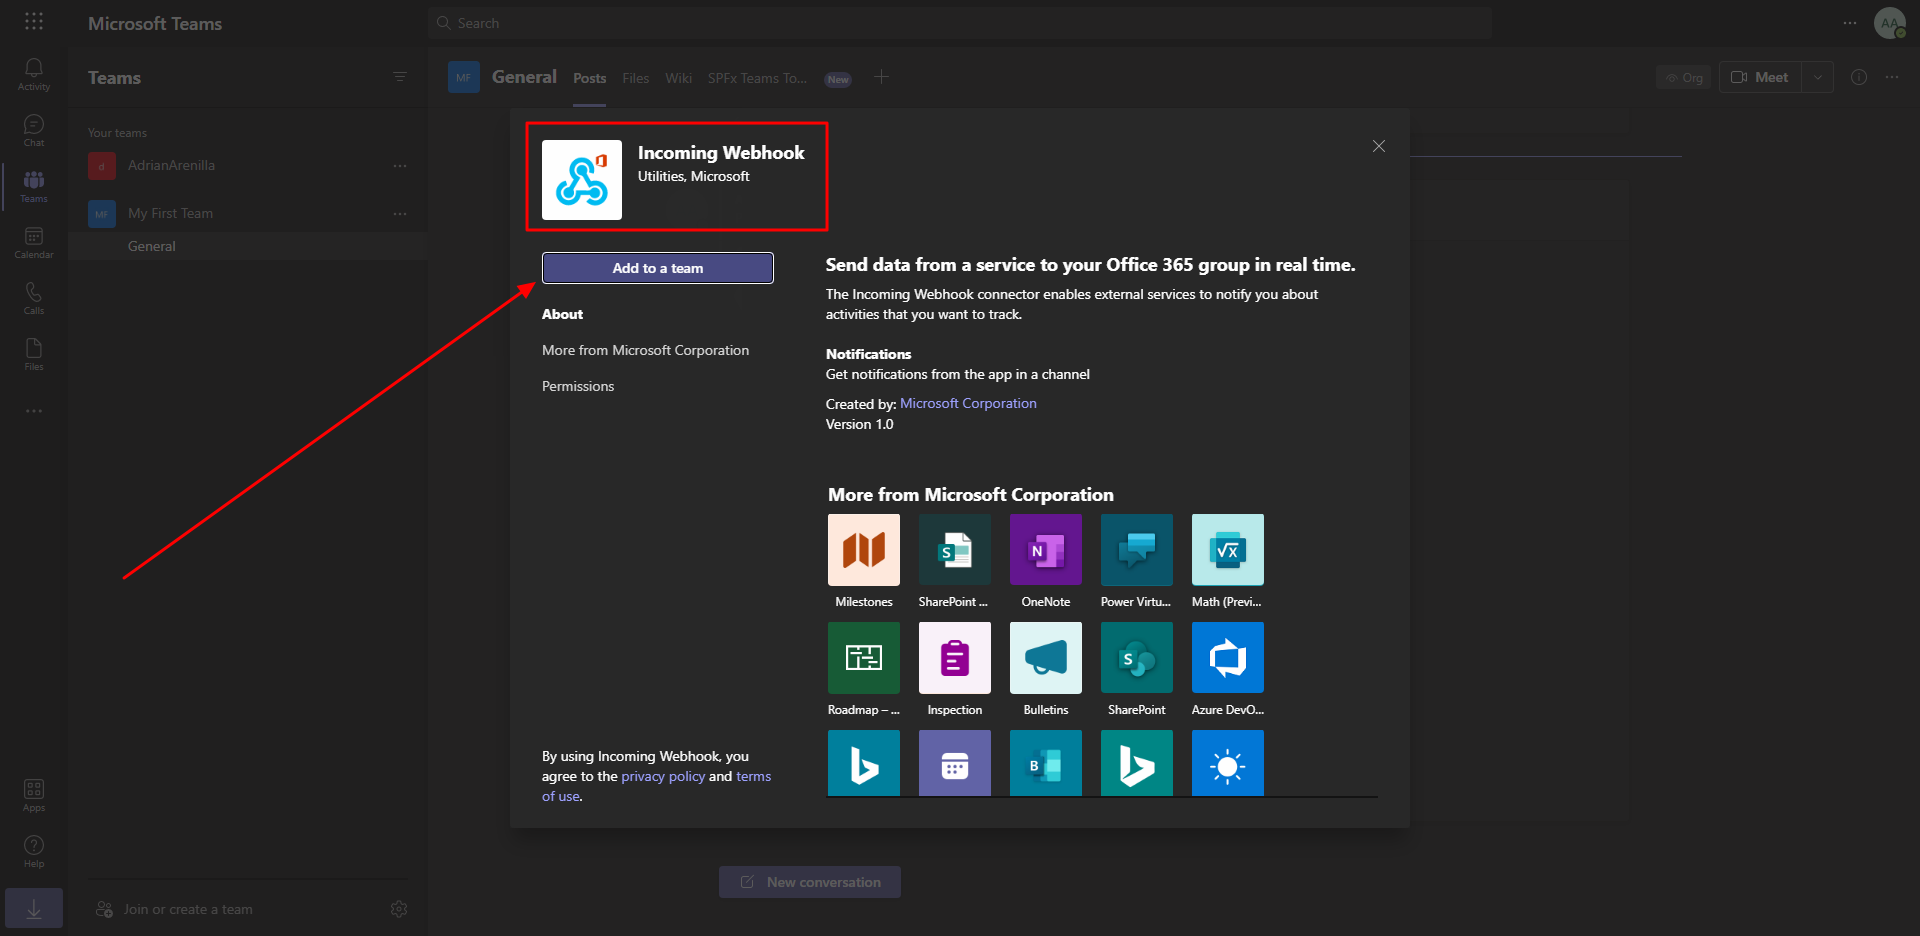 Microsoft Teams
Search
AA
Activity
Chat
Teams
Calendar
Calls
Files
Apps
Help
Teams
Your teams
d
AdrianArenilla
MF
My First Team
General
Join or create a team
MF
General
Posts
Files
Wiki
SPFx Teams To...
New
Org
Meet
Incoming Webhook
Utilities, Microsoft
Add to a team
About
More from Microsoft Corporation
Permissions
By using Incoming Webhook, you
agree to the privacy policy and terms
of use.
Send data from a service to your Office 365 group in real time.
The Incoming Webhook connector enables external services to notify you about
activities that you want to track.
Notifications
Get notifications from the app in a channel
Created by: Microsoft Corporation
Version 1.0
More from Microsoft Corporation
S
N
√x
Milestones
SharePoint ...
OneNote
Power Virtu...
Math (Previ...
S
Roadmap – ...
Inspection
Bulletins
SharePoint
Azure DevO...
B
New conversation